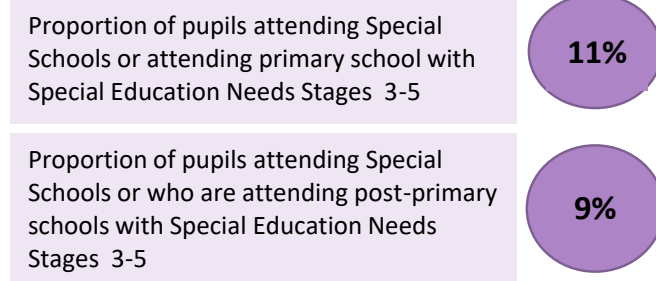 Proportion of pupils attending Special
Schools or attending primary school with
Special Education Needs Stages  3-5
11%
Proportion of pupils attending Special
Schools or who are attending post-primary
schools with Special Education Needs
Stages  3-5
9%